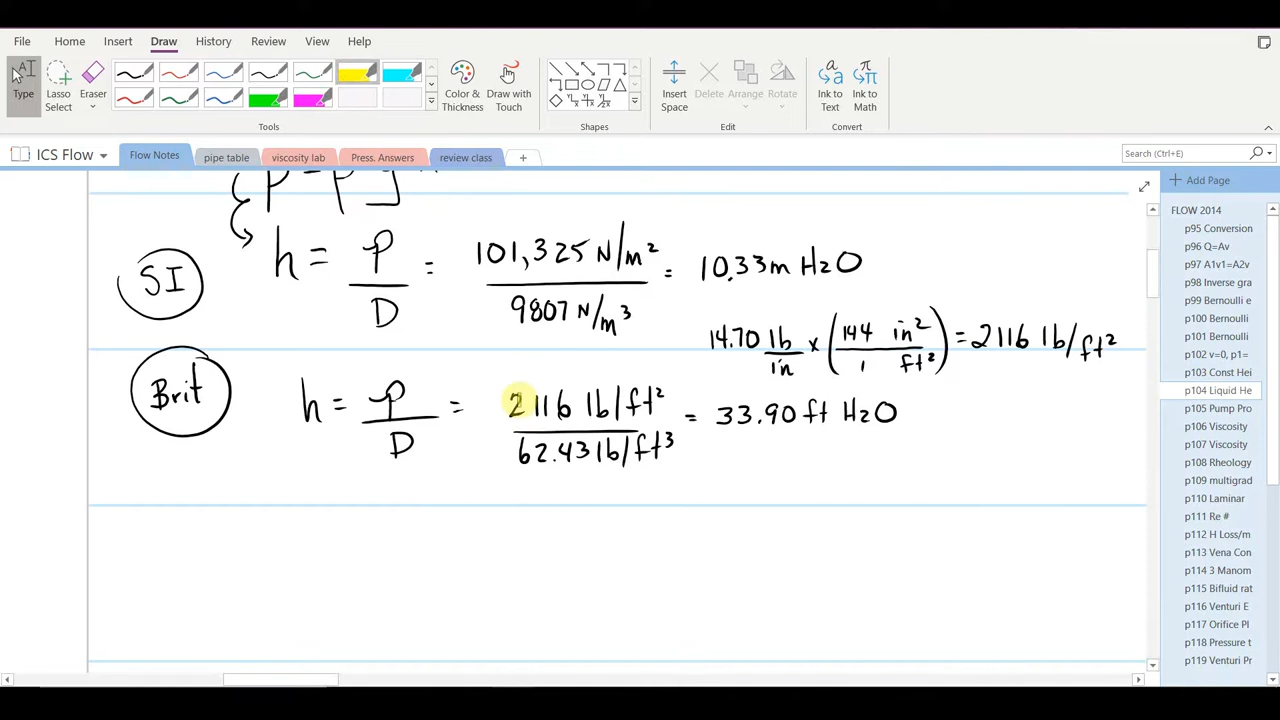 File Home Insert Draw History Review View Help
Type Lasso Select Eraser Color & Thickness Draw with Touch Insert Space Delete Arrange Rotate Ink to Text Ink to Math
Tools Shapes Edit Convert
ICS Flow Flow Notes pipe table viscosity lab Press. Answers review class + Search (Ctrl+E)
+ Add Page
FLOW 2014
p95 Conversion
p96 Q=Av
p97 A1v1=A2v
p98 Inverse gra
p99 Bernoulli e
p100 Bernoulli
p101 Bernoulli
p102 v=0, p1=
p103 Const Hei
p104 Liquid He
p105 Pump Pro
p106 Viscosity
p107 Viscosity
p108 Rheology
p109 multigrad
p110 Laminar
p111 Re #
p112 H Loss/m
p113 Vena Con
p114 3 Manom
p115 Bifluid rat
p116 Venturi E
p117 Orifice Pl
p118 Pressure t
p119 Venturi Pr
SI h = P/D = 101,325 N/m² / 9807 N/m³ = 10.33m H2O
14.70 lb/in × (144 in²/1 ft²) = 2116 lb/ft²
Brit h = P/D = 2116 lb/ft² / 62.43 lb/ft³ = 33.90 ft H2O